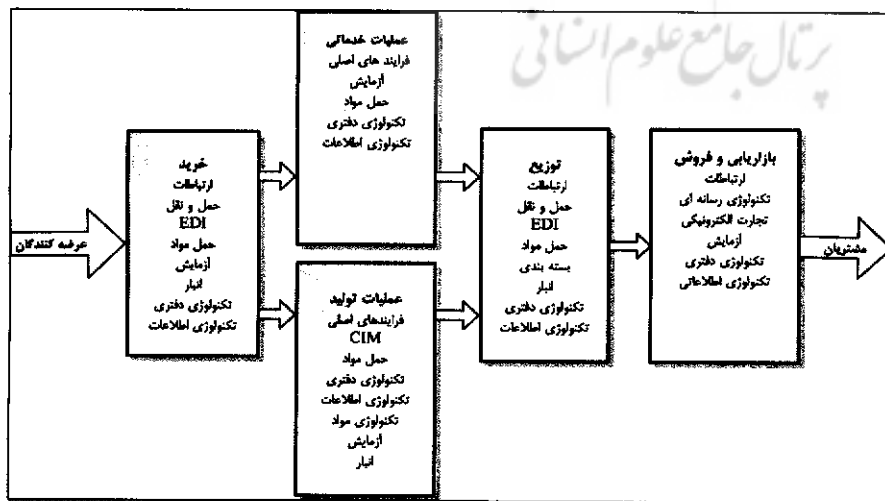 پرتال جامع علوم انسانی
عرضه کنندگان
خرید
ارتباطات
حمل و نقل
EDI
حمل مواد
آزمایش
انبار
تکنولوژی دفتری
تکنولوژی اطلاعات
عملیات خدماتی
فرایند های اصلی
آزمایش
حمل مواد
تکنولوژی دفتری
تکنولوژی اطلاعات
عملیات تولید
فرایندهای اصلی
CIM
حمل مواد
تکنولوژی دفتری
تکنولوژی اطلاعات
تکنولوژی مواد
آزمایش
انبار
توزیع
ارتباطات
حمل و نقل
EDI
حمل مواد
بسته بندی
انبار
تکنولوژی دفتری
تکنولوژی اطلاعات
بازاریابی و فروش
ارتباطات
تکنولوژی رسانه ای
تجارت الکترونیکی
آزمایش
تکنولوژی دفتری
تکنولوژی اطلاعاتی
مشتریان